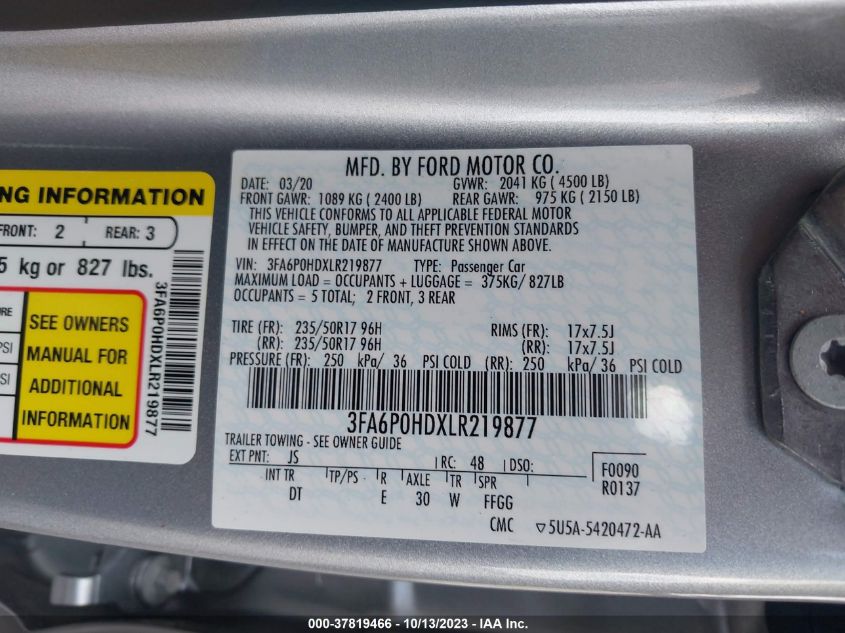 MFD. BY FORD MOTOR CO.
DATE: 03/20 GVWR: 2041 KG ( 4500 LB)
FRONT GAWR: 1089 KG ( 2400 LB) REAR GAWR: 975 KG ( 2150 LB)
THIS VEHICLE CONFORMS TO ALL APPLICABLE FEDERAL MOTOR
VEHICLE SAFETY, BUMPER, AND THEFT PREVENTION STANDARDS
IN EFFECT ON THE DATE OF MANUFACTURE SHOWN ABOVE.
VIN: 3FA6P0HDXLR219877 TYPE: Passenger Car
MAXIMUM LOAD = OCCUPANTS + LUGGAGE = 375KG/ 827LB
OCCUPANTS = 5 TOTAL; 2 FRONT, 3 REAR
TIRE (FR): 235/50R17 96H RIMS (FR): 17x7.5J
(RR): 235/50R17 96H (RR): 17x7.5J
PRESSURE (FR): 250 kPa/ 36 PSI COLD (RR): 250 kPa/ 36 PSI COLD
3FA6P0HDXLR219877
TRAILER TOWING - SEE OWNER GUIDE
EXT PNT: JS RC: 48 DSO: F0090
INT TR TP/PS R AXLE TR SPR R0137
DT E 30 W FFGG
CMC ▽5U5A-5420472-AA
NG INFORMATION
FRONT: 2 REAR: 3
5 kg or 827 lbs.
SEE OWNERS
PSI MANUAL FOR
SI ADDITIONAL
INFORMATION
3FA6P0HDXLR219877
000-37819466 - 10/13/2023 - IAA Inc.